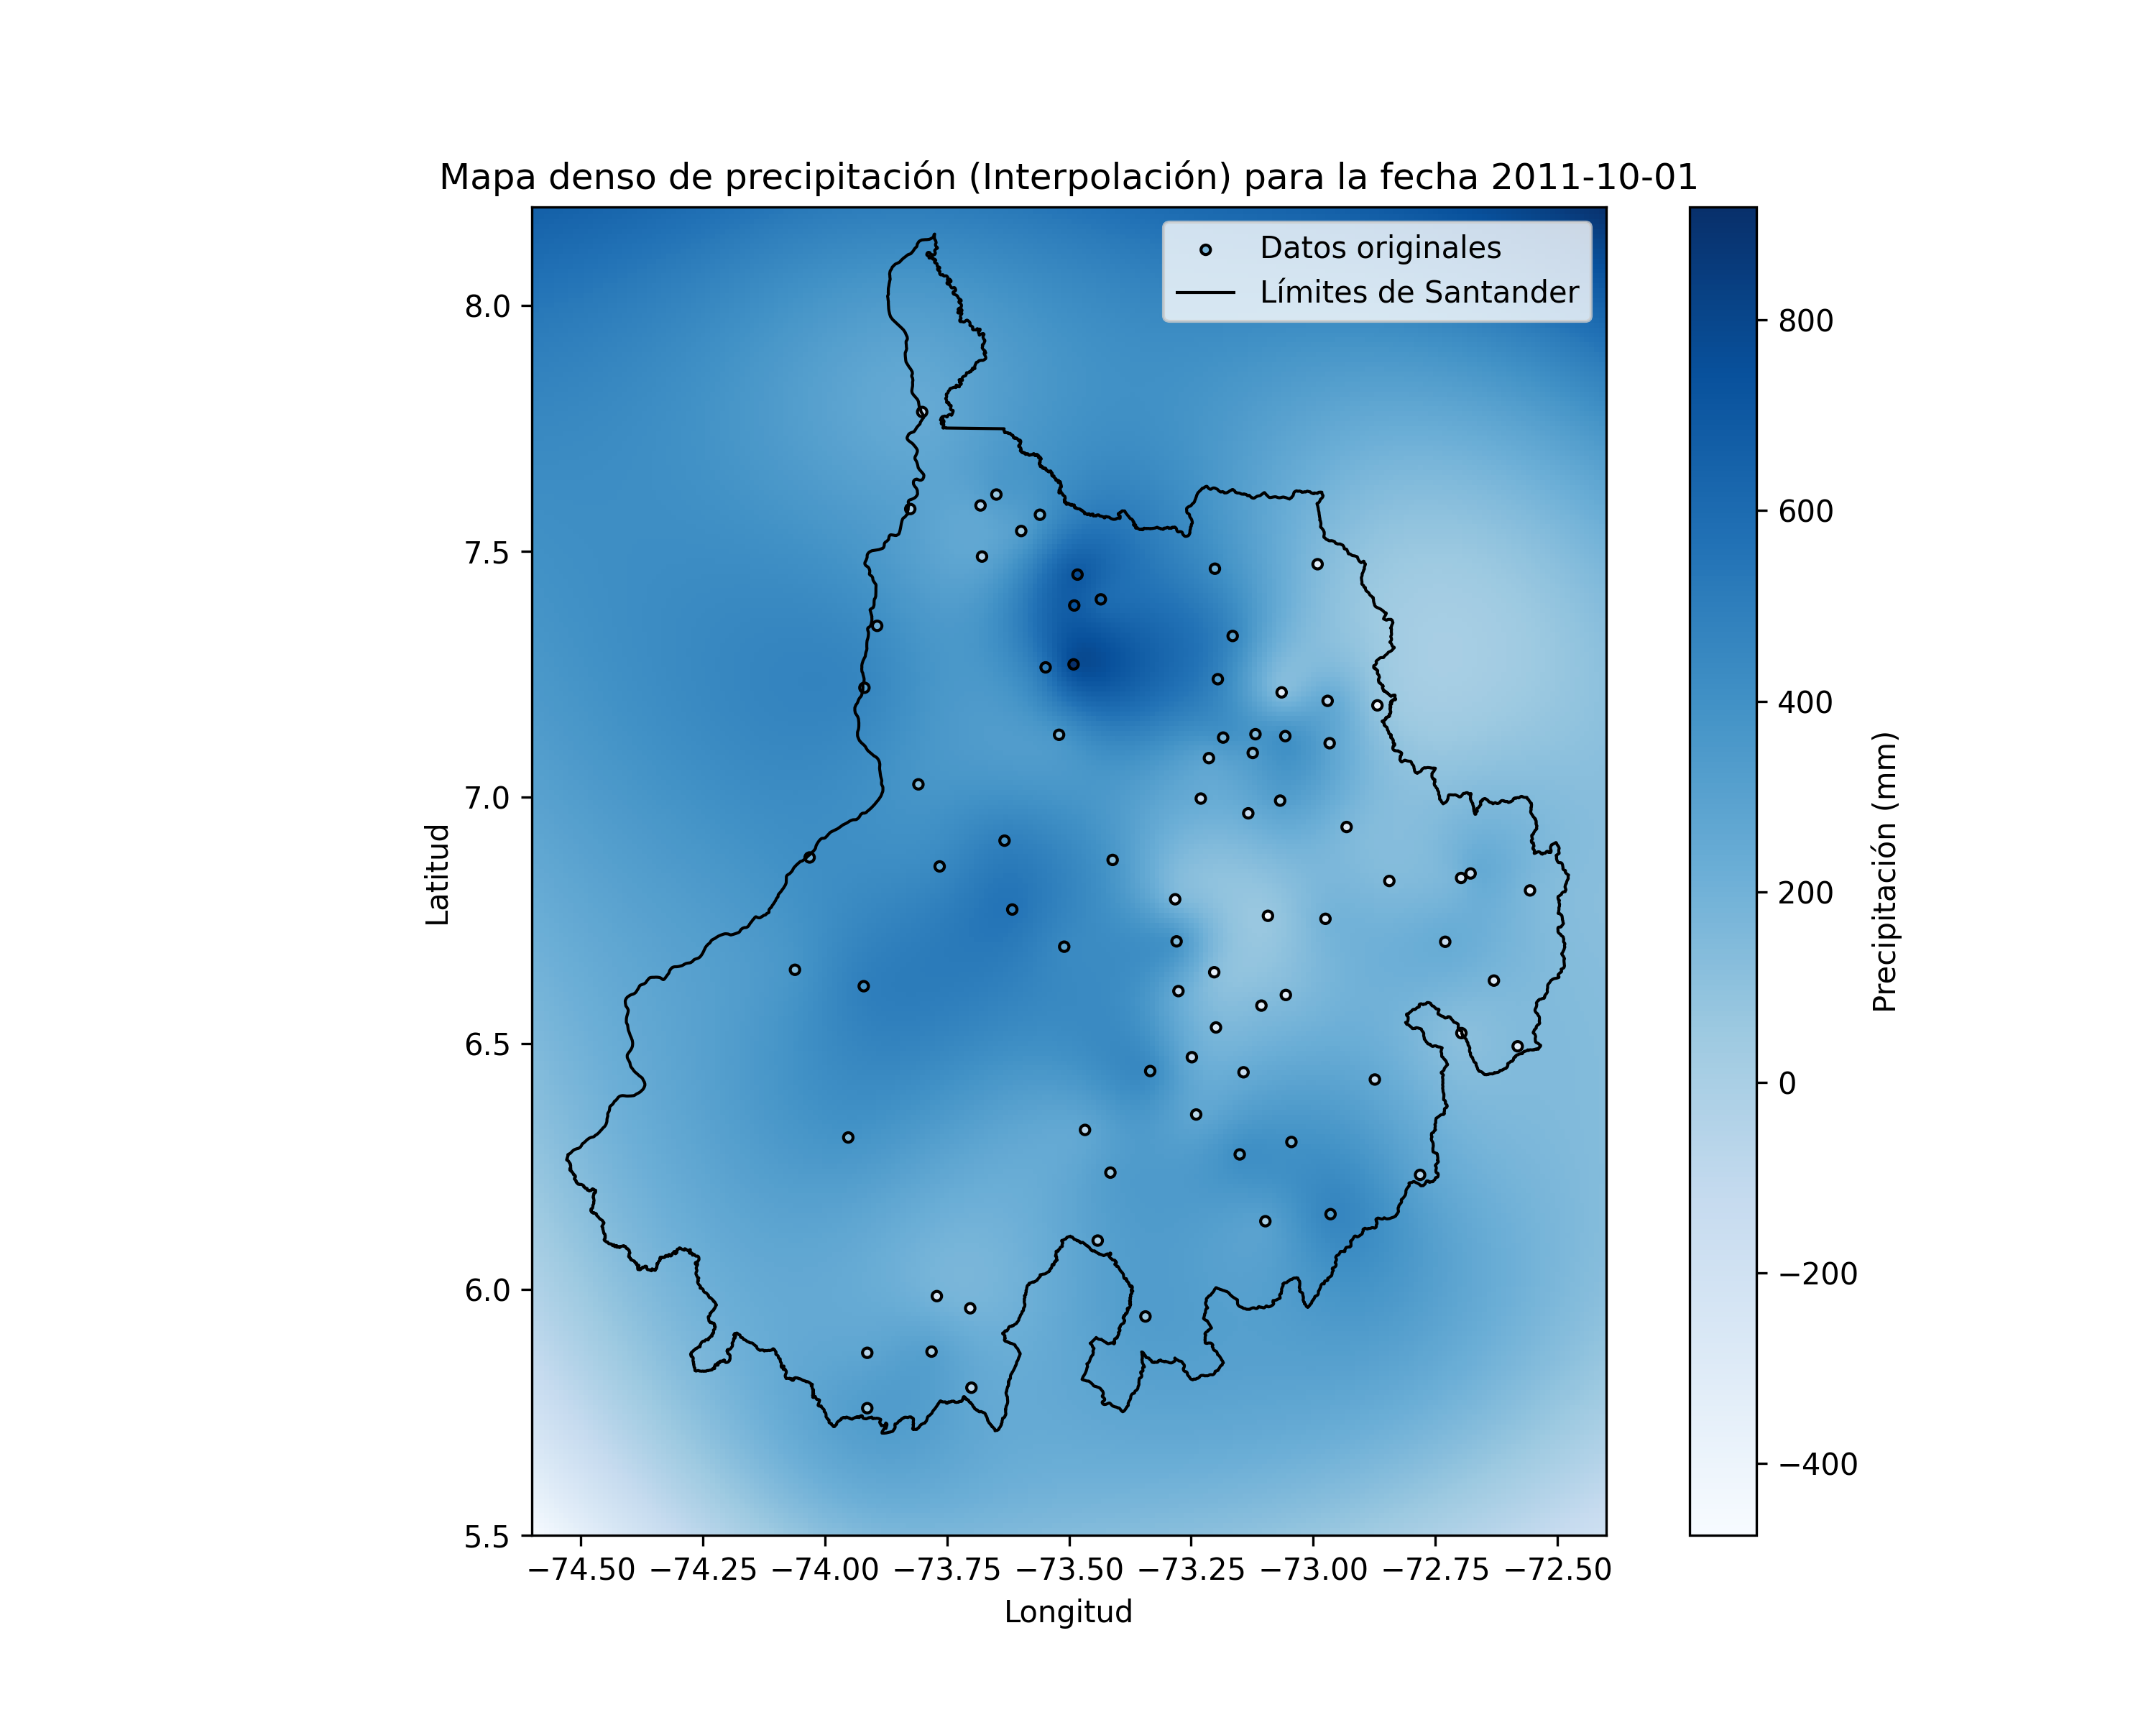 Mapa denso de precipitación (Interpolación) para la fecha 2011-10-01
Datos originales
Límites de Santander
8.0
7.5
7.0
6.5
6.0
5.5
Latitud
−74.50 −74.25 −74.00 −73.75 −73.50 −73.25 −73.00 −72.75 −72.50
Longitud
800
600
400
200
0
−200
−400
Precipitación (mm)